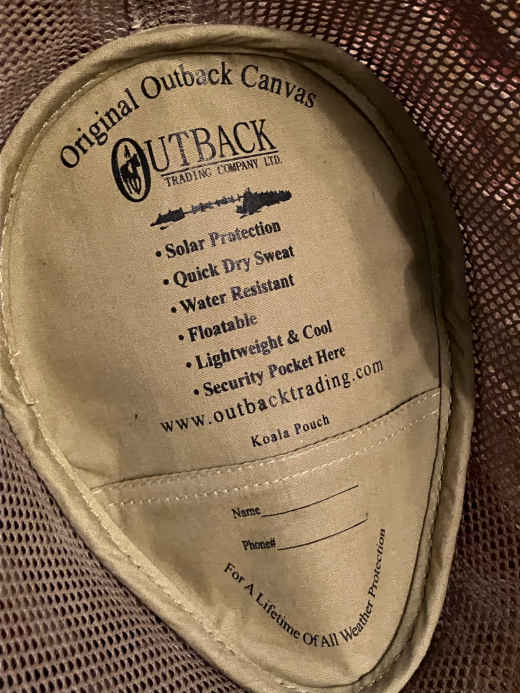 Original Outback Canvas
OUTBACK
TRADING COMPANY LTD.
• Solar Protection
• Quick Dry Sweat
• Water Resistant
• Floatable
• Lightweight & Cool
• Security Pocket Here
www.outbacktrading.com
Koala Pouch
Name
Phone#
For A Lifetime Of All Weather Protection